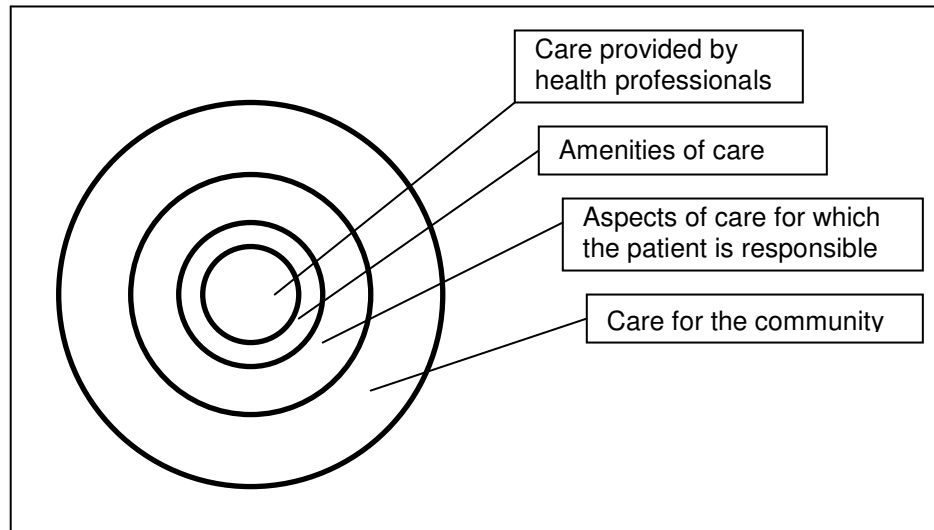 Care provided by
health professionals
Amenities of care
Aspects of care for which
the patient is responsible
Care for the community